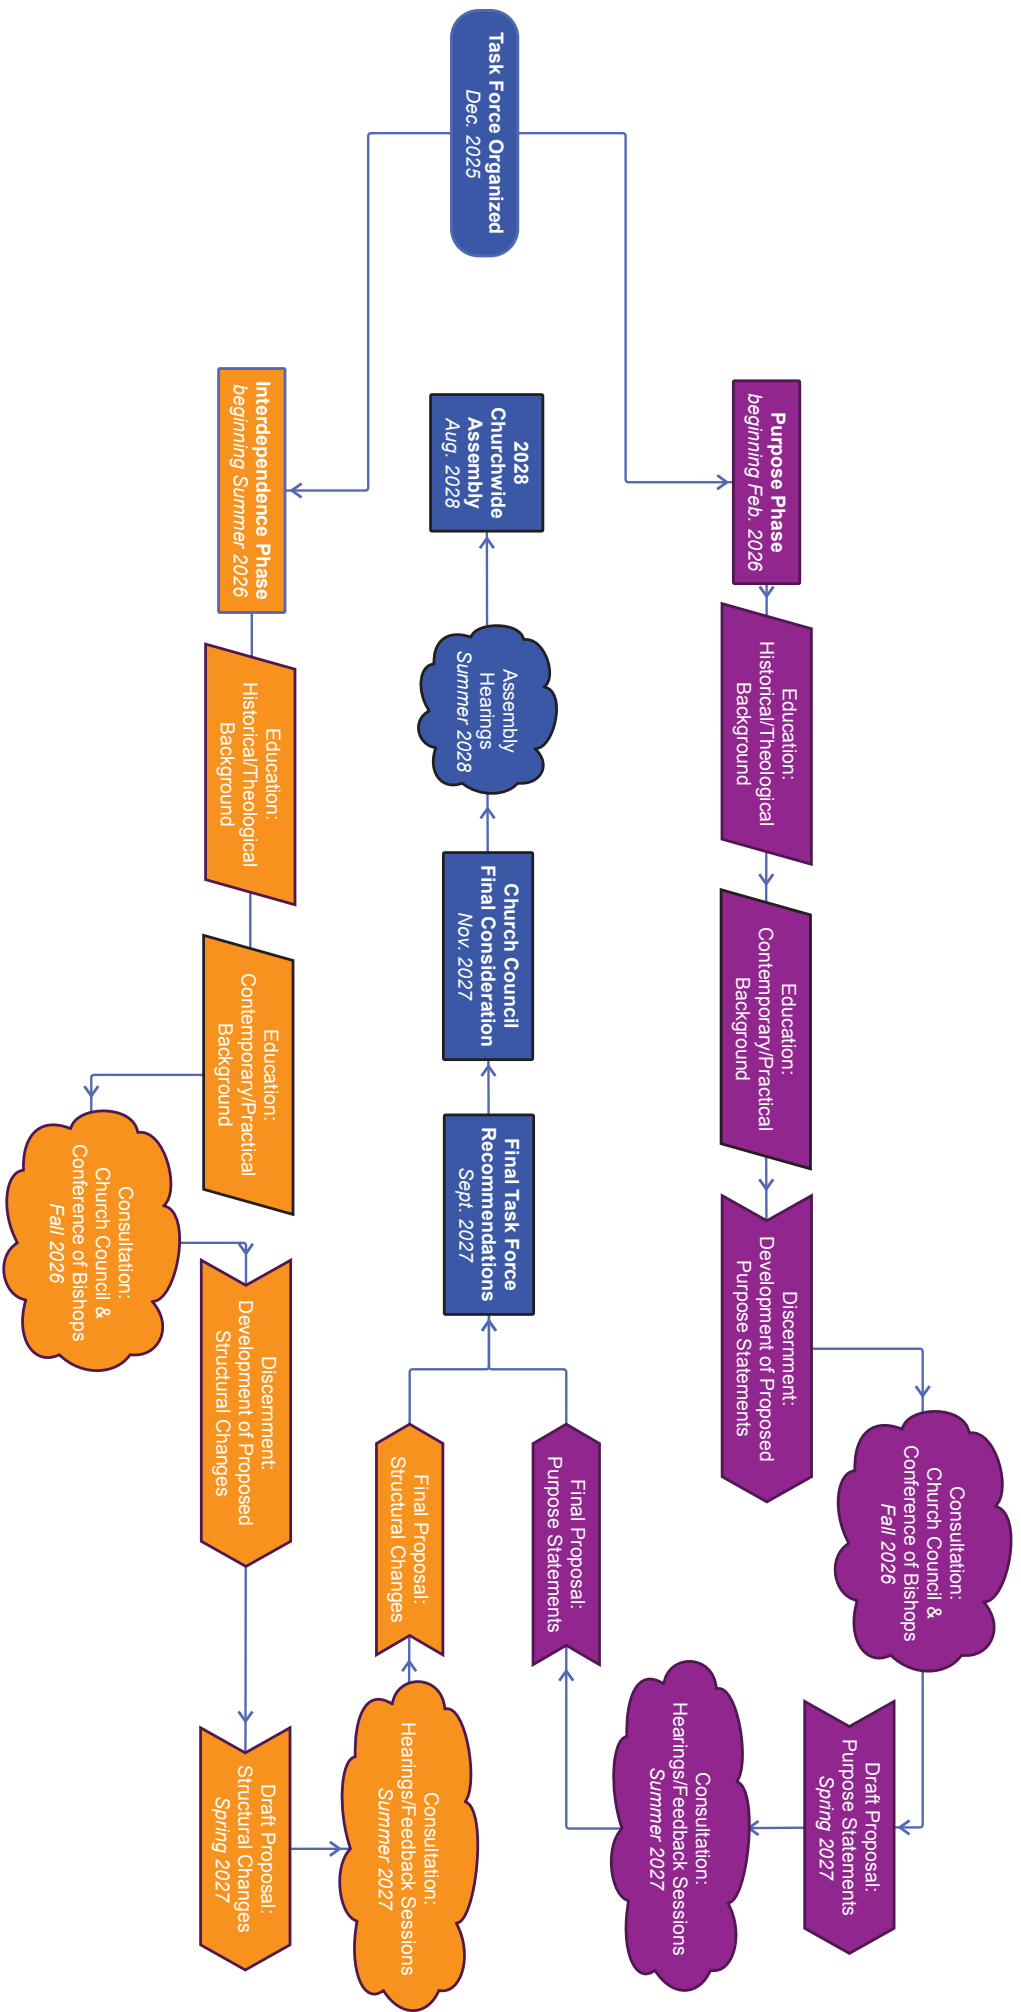 Task Force Organized
Dec. 2025
Purpose Phase
beginning Feb. 2026
Education:
Historical/Theological
Background
Education:
Contemporary/Practical
Background
Discernment:
Development of Proposed
Purpose Statements
Consultation:
Church Council &
Conference of Bishops
Fall 2026
Draft Proposal:
Purpose Statements
Spring 2027
Consultation:
Hearings/Feedback Sessions
Summer 2027
Final Proposal:
Purpose Statements
Interdependence Phase
beginning Summer 2026
Education:
Historical/Theological
Background
Education:
Contemporary/Practical
Background
Consultation:
Church Council &
Conference of Bishops
Fall 2026
Discernment:
Development of Proposed
Structural Changes
Draft Proposal:
Structural Changes
Spring 2027
Consultation:
Hearings/Feedback Sessions
Summer 2027
Final Proposal:
Structural Changes
Final Task Force
Recommendations
Sept. 2027
Church Council
Final Consideration
Nov. 2027
Assembly
Hearings
Summer 2028
2028
Churchwide
Assembly
Aug. 2028